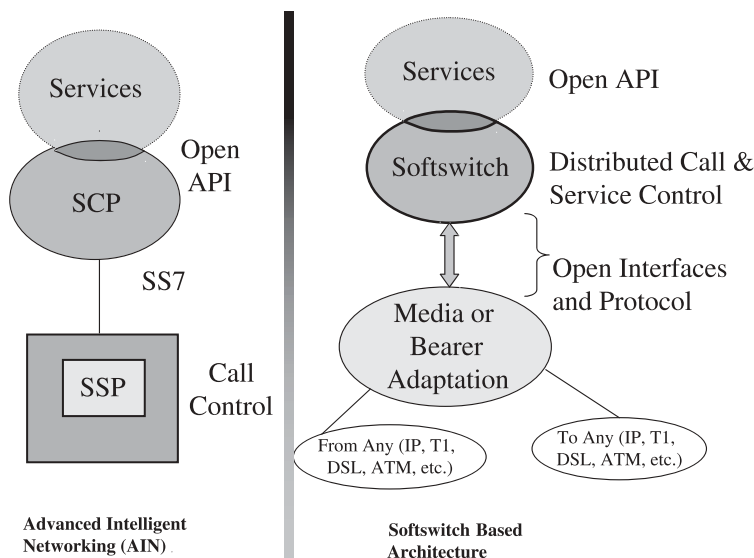 Services
Open
API
SCP
SS7
SSP
Call
Control
Advanced Intelligent
Networking (AIN)
Services
Open API
Softswitch
Distributed Call &
Service Control
Open Interfaces
and Protocol
Media or
Bearer
Adaptation
From Any (IP, T1,
DSL, ATM, etc.)
To Any (IP, T1,
DSL, ATM, etc.)
Softswitch Based
Architecture